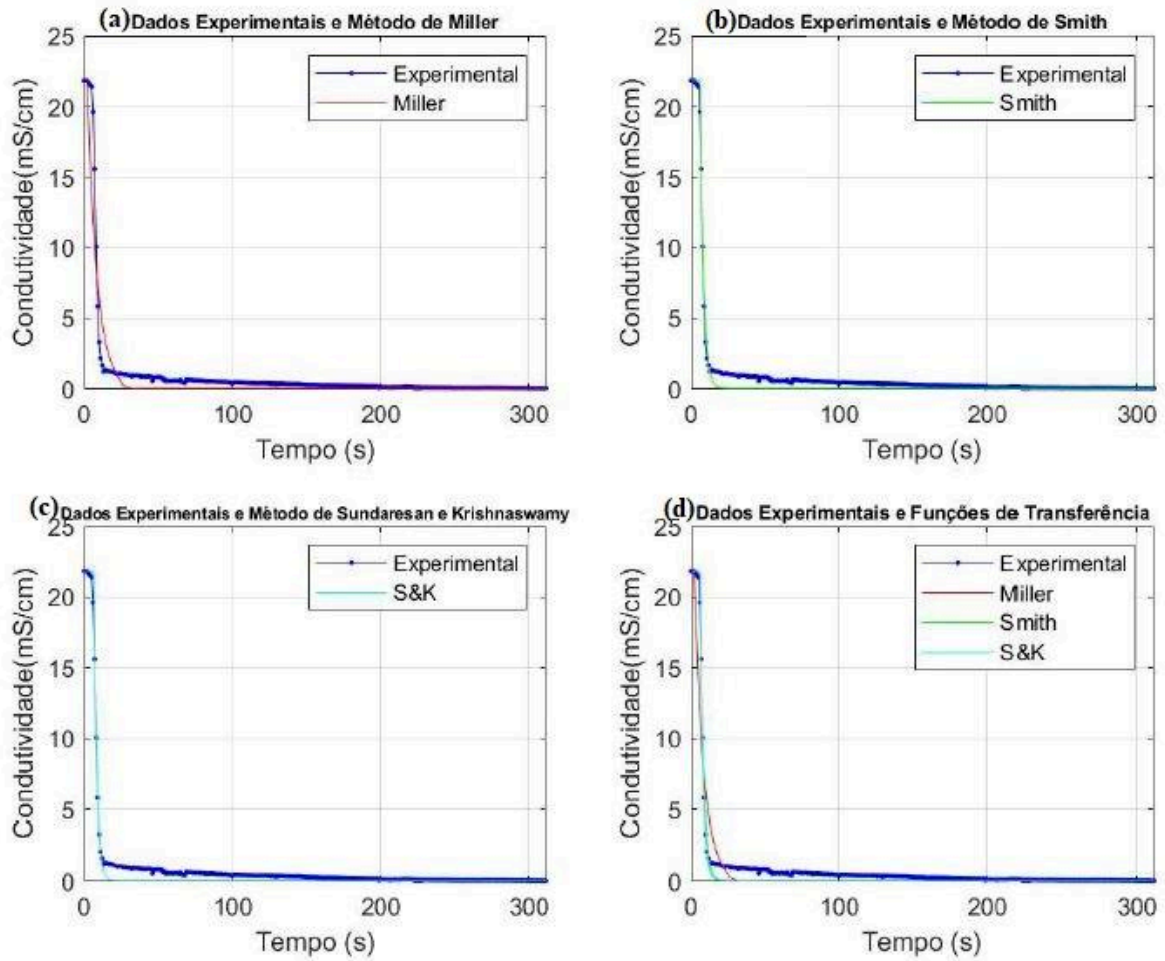 (a)Dados Experimentais e Método de Miller
25
20
15
10
5
0
Condutividade(mS/cm)
Experimental
Miller
0 100 200 300
Tempo (s)
(b)Dados Experimentais e Método de Smith
25
20
15
10
5
0
Condutividade(mS/cm)
Experimental
Smith
0 100 200 300
Tempo (s)
(c)Dados Experimentais e Método de Sundaresan e Krishnaswamy
25
20
15
10
5
0
Condutividade(mS/cm)
Experimental
S&K
0 100 200 300
Tempo (s)
(d)Dados Experimentais e Funções de Transferência
25
20
15
10
5
0
Condutividade(mS/cm)
Experimental
Miller
Smith
S&K
0 100 200 300
Tempo (s)